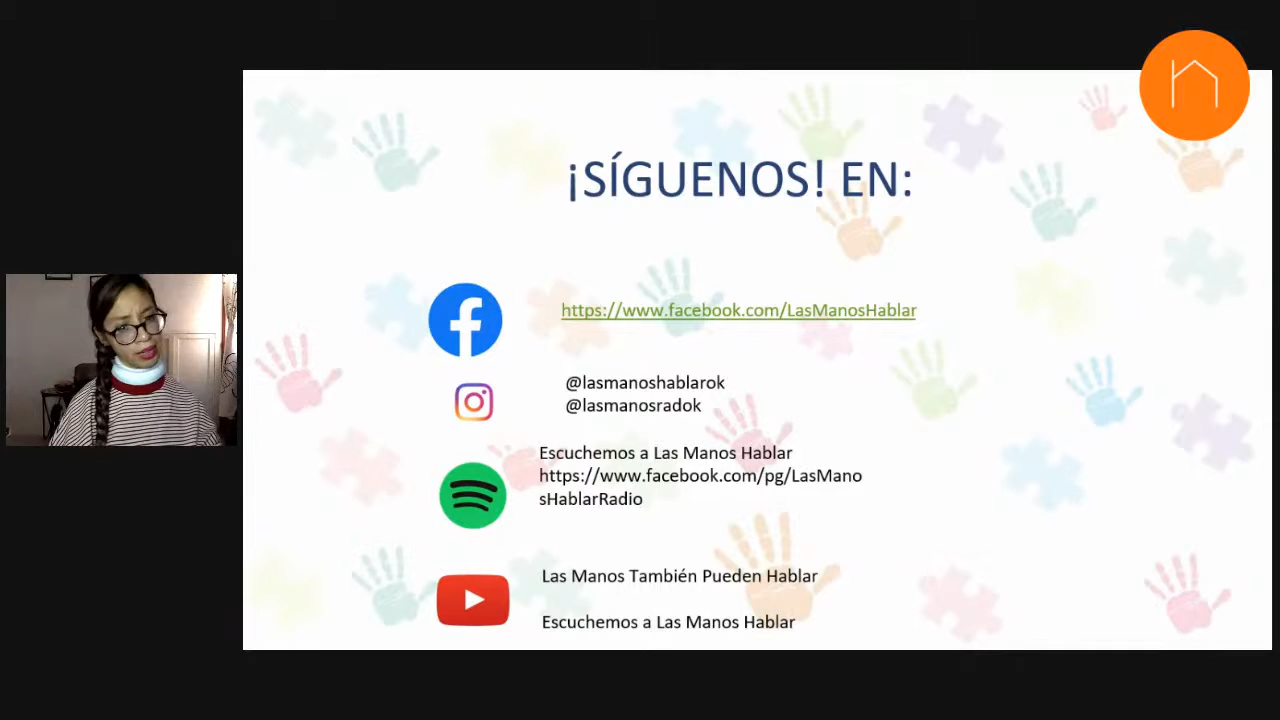 ¡SÍGUENOS! EN:
https://www.facebook.com/LasManosHablar
@lasmanoshablarok
@lasmanosradok
Escuchemos a Las Manos Hablar
https://www.facebook.com/pg/LasMano
sHablarRadio
Las Manos También Pueden Hablar
Escuchemos a Las Manos Hablar